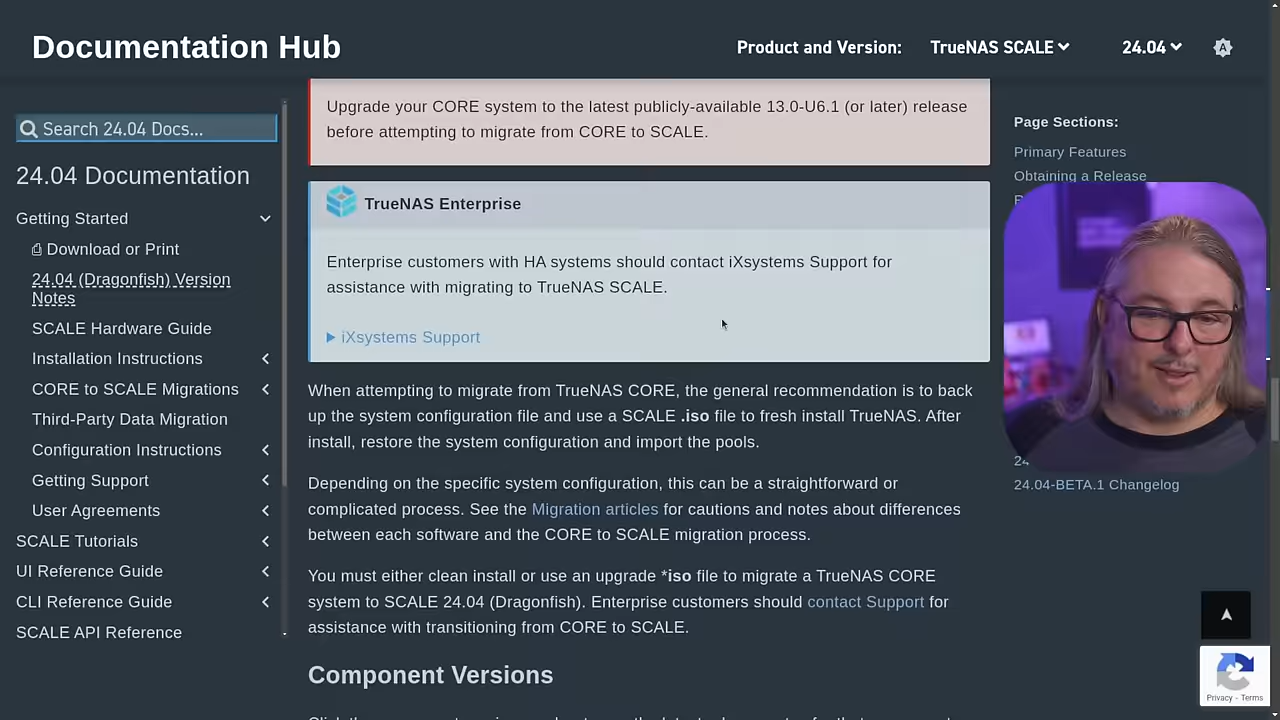 Documentation Hub
Product and Version:
TrueNAS SCALE
24.04
Search 24.04 Docs...
24.04 Documentation
Getting Started
Download or Print
24.04 (Dragonfish) Version
Notes
SCALE Hardware Guide
Installation Instructions
CORE to SCALE Migrations
Third-Party Data Migration
Configuration Instructions
Getting Support
User Agreements
SCALE Tutorials
UI Reference Guide
CLI Reference Guide
SCALE API Reference
Upgrade your CORE system to the latest publicly-available 13.0-U6.1 (or later) release
before attempting to migrate from CORE to SCALE.
TrueNAS Enterprise
Enterprise customers with HA systems should contact iXsystems Support for
assistance with migrating to TrueNAS SCALE.
iXsystems Support
When attempting to migrate from TrueNAS CORE, the general recommendation is to back
up the system configuration file and use a SCALE .iso file to fresh install TrueNAS. After
install, restore the system configuration and import the pools.
Depending on the specific system configuration, this can be a straightforward or
complicated process. See the Migration articles for cautions and notes about differences
between each software and the CORE to SCALE migration process.
You must either clean install or use an upgrade *iso file to migrate a TrueNAS CORE
system to SCALE 24.04 (Dragonfish). Enterprise customers should contact Support for
assistance with transitioning from CORE to SCALE.
Component Versions
Page Sections:
Primary Features
Obtaining a Release
24-
24.04-BETA.1 Changelog
Privacy - Terms